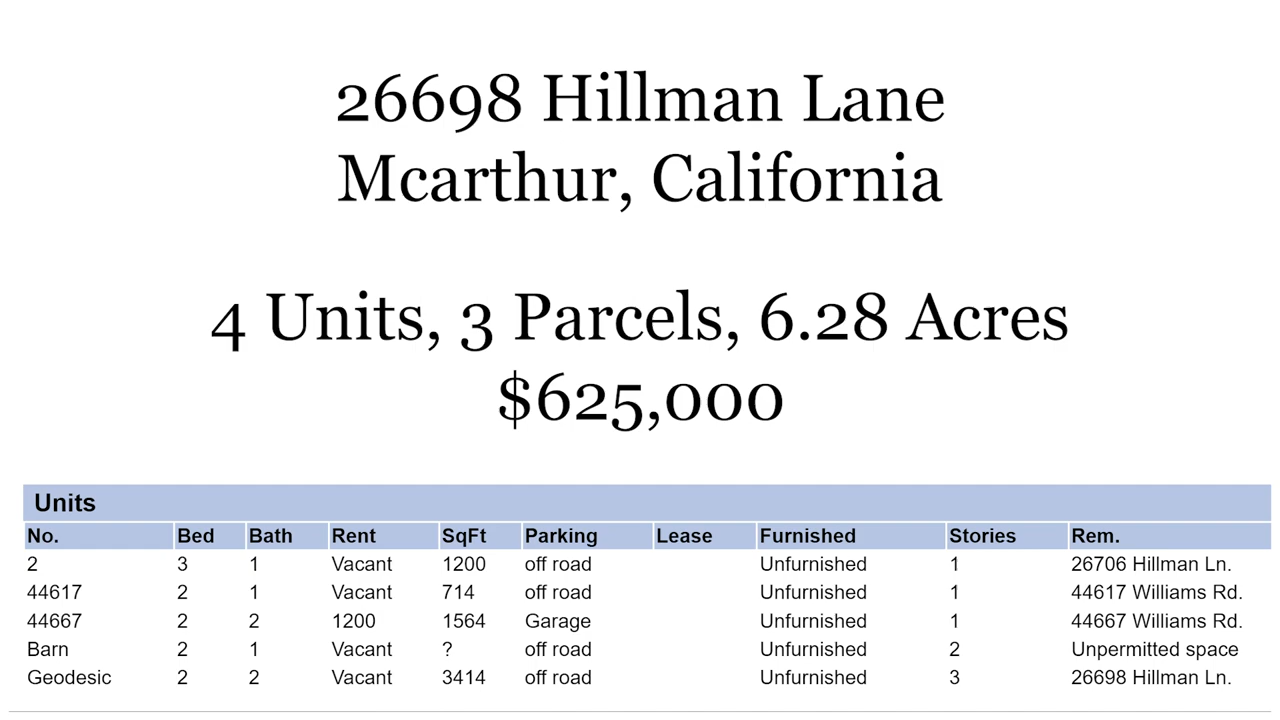 26698 Hillman Lane
Mcarthur, California
4 Units, 3 Parcels, 6.28 Acres
$625,000
Units
No. Bed Bath Rent SqFt Parking Lease Furnished Stories Rem.
2 3 1 Vacant 1200 off road Unfurnished 1 26706 Hillman Ln.
44617 2 1 Vacant 714 off road Unfurnished 1 44617 Williams Rd.
44667 2 2 1200 1564 Garage Unfurnished 1 44667 Williams Rd.
Barn 2 1 Vacant ? off road Unfurnished 2 Unpermitted space
Geodesic 2 2 Vacant 3414 off road Unfurnished 3 26698 Hillman Ln.